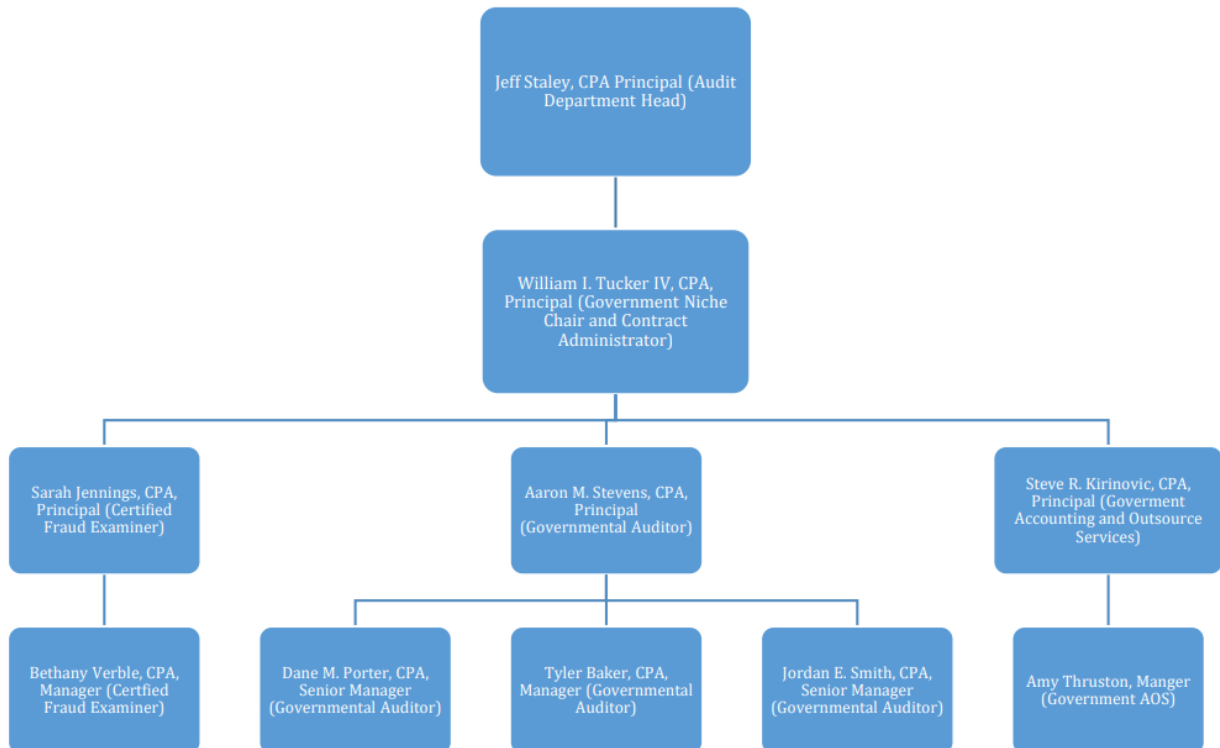 Jeff Staley, CPA Principal (Audit
Department Head)
William I. Tucker IV, CPA,
Principal (Government Niche
Chair and Contract
Administrator)
Sarah Jennings, CPA,
Principal (Certified
Fraud Examiner)
Aaron M. Stevens, CPA,
Principal
(Governmental Auditor)
Steve R. Kirinovic, CPA,
Principal (Goverment
Accounting and Outsource
Services)
Bethany Verble, CPA,
Manager (Certfied
Fraud Examiner)
Dane M. Porter, CPA,
Senior Manager
(Governmental Auditor)
Tyler Baker, CPA,
Manager (Governmental
Auditor)
Jordan E. Smith, CPA,
Senior Manager
(Governmental Auditor)
Amy Thruston, Manger
(Government AOS)